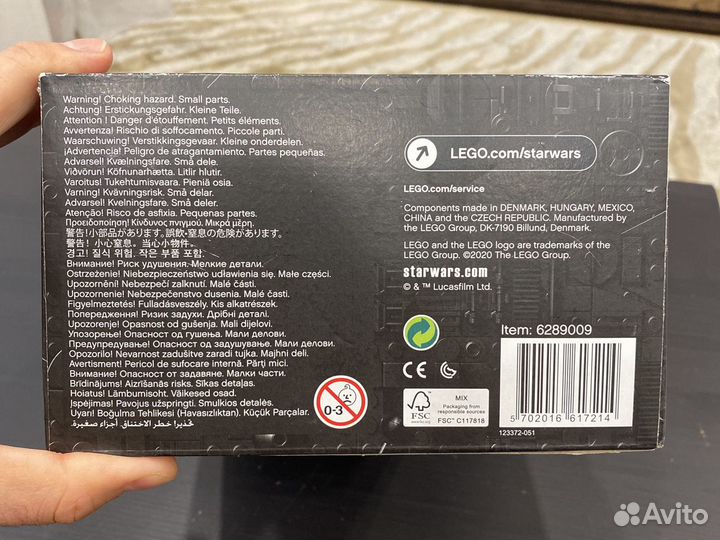 Warning! Choking hazard. Small parts.
Achtung! Erstickungsgefahr. Kleine Teile.
Attention ! Danger d'étouffement. Petits éléments.
Avvertenza! Rischio di soffocamento. Piccole parti.
Waarschuwing! Verstikkingsgevaar. Kleine onderdelen.
¡Advertencia! Peligro de atragantamiento. Partes pequeñas.
Advarsel! Kvælningsfare. Små dele.
Viðvörun! Köfnunarhætta. Litlir hlutir.
Varoitus! Tukehtumisvaara. Pieniä osia.
Varning! Kvävningsrisk. Små delar.
Advarsel! Kvelningsfare. Små deler.
Atenção! Risco de asfixia. Pequenas partes.
Προειδοποίηση! Κίνδυνος πνιγμού. Μικρά μέρη.
警告! 小部品があります。誤飲・窒息の危険があります。
警告! 小心窒息。当心小物件。
경고! 질식 위험. 작은 부품 포함.
Внимание! Риск удушения. Мелкие детали.
Ostrzeżenie! Niebezpieczeństwo udławienia się. Małe części.
Upozornění! Nebezpečí zalknutí. Malé části.
Upozornenie! Nebezpečenstvo dusenia. Malé časti.
Figyelmeztetés! Fulladásveszély. Kis alkatrészek.
Попередження! Ризик задухи. Дрібні деталі.
Upozorenje! Opasnost od gušenja. Mali dijelovi.
Упозорење! Опасност од гушења. Мали делови.
Предупредување! Опасност од задушување. Мали делови.
Opozorilo! Nevarnost zadušitve zaradi tujka. Majhni deli.
Avertisment! Pericol de sufocare internă. Părți mici.
Внимание! Опасност от задавяне. Малки части.
Brīdinājums! Aizrīšanās risks. Sīkas detaļas.
Hoiatus! Lämbumisoht. Väikesed osad.
Įspėjimas! Pavojus užspringti. Smulkios detalės.
Uyarı! Boğulma Tehlikesi (Havasızlıktan). Küçük Parçalar.
تحذير! خطر الاختناق. أجزاء صغيرة.
0-3
LEGO.com/starwars
LEGO.com/service
Components made in DENMARK, HUNGARY, MEXICO,
CHINA and the CZECH REPUBLIC. Manufactured by
the LEGO Group, DK-7190 Billund, Denmark.
LEGO and the LEGO logo are trademarks of the
LEGO Group. ©2020 The LEGO Group.
starwars.com
© & ™ Lucasfilm Ltd.
CE
FSC
MIX
Packaging from
responsible sources
FSC® C117818
Item: 6289009
5 702016 617214
123372-051
Avito